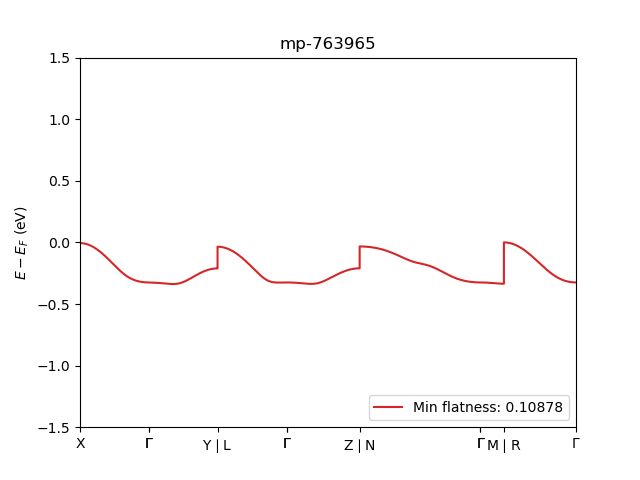 mp-763965
1.5
1.0
0.5
0.0
−0.5
−1.0
−1.5
E − E_F (eV)
Min flatness: 0.10878
X Γ Y | L Γ Z | N Γ M | R Γ